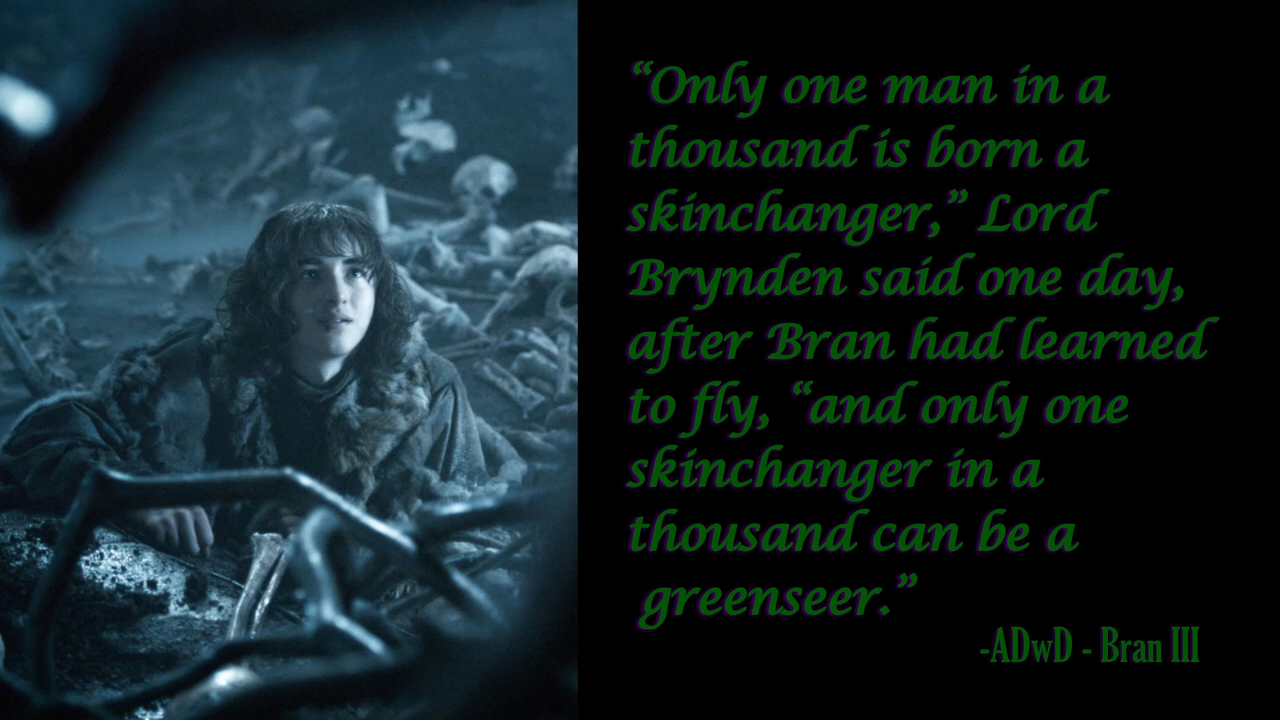 “Only one man in a
thousand is born a
skinchanger,” Lord
Brynden said one day,
after Bran had learned
to fly, “and only one
skinchanger in a
thousand can be a
greenseer.”
-ADwD - Bran III